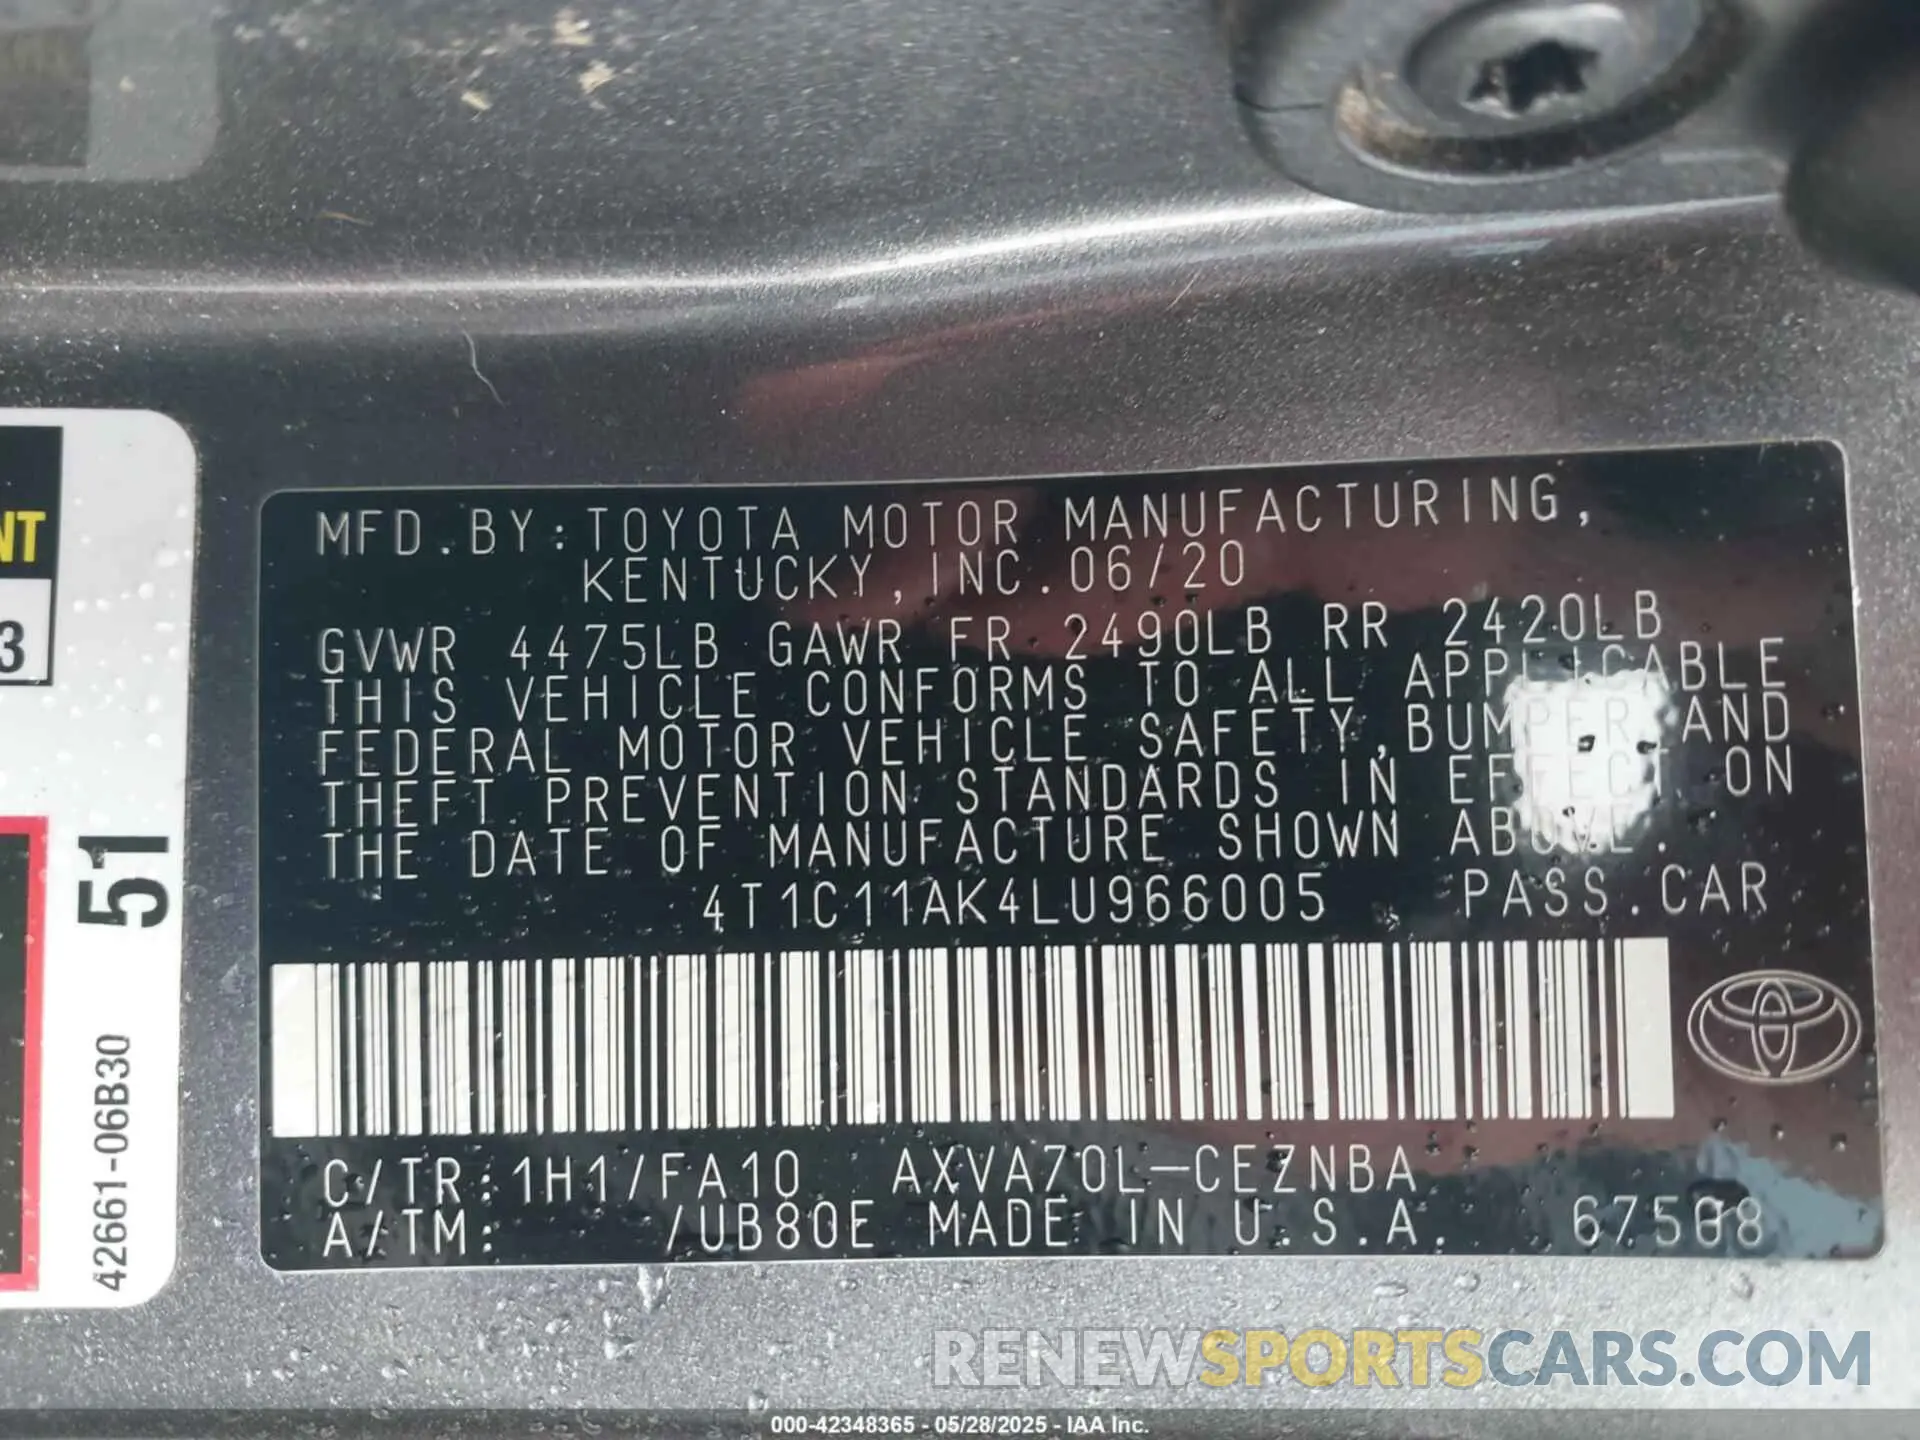 MFD.BY:TOYOTA MOTOR MANUFACTURING,
KENTUCKY, INC. 06/20
GVWR 4475LB GAWR FR 2490LB RR 2420LB
THIS VEHICLE CONFORMS TO ALL APPLICABLE
FEDERAL MOTOR VEHICLE SAFETY, BUMPER AND
THEFT PREVENTION STANDARDS IN EFFECT ON
THE DATE OF MANUFACTURE SHOWN ABOVE.
4T1C11AK4LU966005 PASS.CAR
C/TR:1H1/FA10 AXVA70L-CEZNBA
A/TM: /UB80E MADE IN U.S.A.
NT
3
51
42661-06B30
RENEWSPORTSCARS.COM
000-42348365 - 05/28/2025 - IAA Inc.